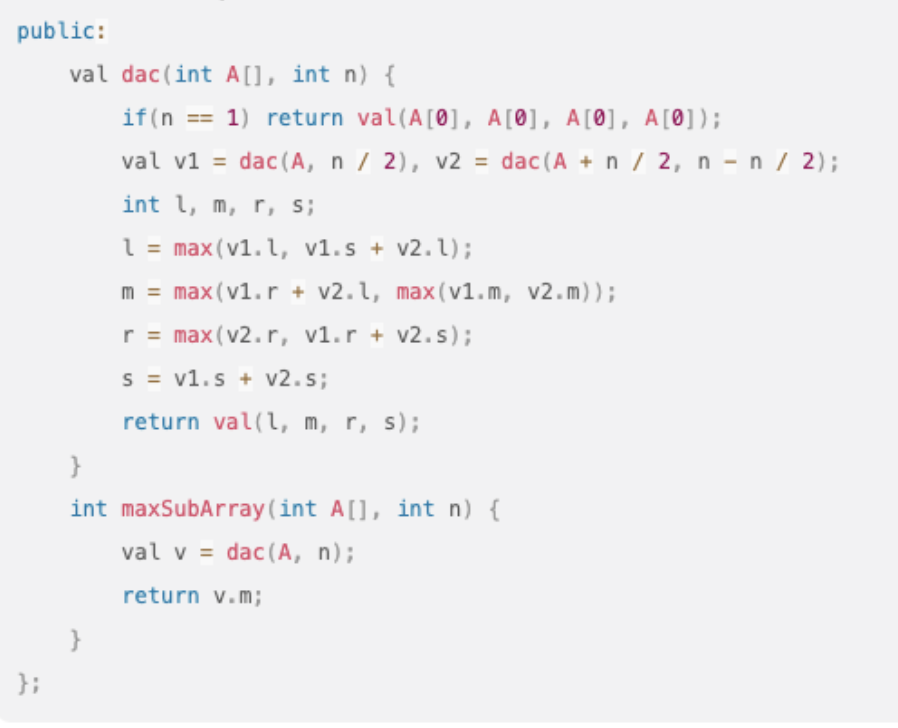 public:
    val dac(int A[], int n) {
        if(n == 1) return val(A[0], A[0], A[0], A[0]);
        val v1 = dac(A, n / 2), v2 = dac(A + n / 2, n - n / 2);
        int l, m, r, s;
        l = max(v1.l, v1.s + v2.l);
        m = max(v1.r + v2.l, max(v1.m, v2.m));
        r = max(v2.r, v1.r + v2.s);
        s = v1.s + v2.s;
        return val(l, m, r, s);
    }
    int maxSubArray(int A[], int n) {
        val v = dac(A, n);
        return v.m;
    }
};